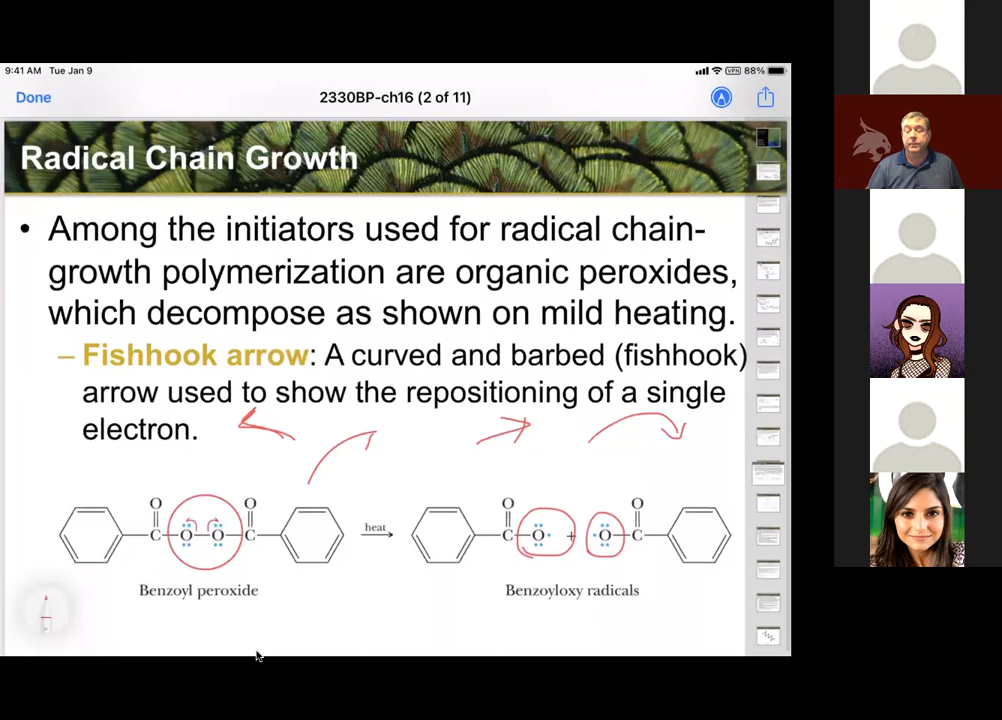 9:41 AM Tue Jan 9
VPN 88%
Done
2330BP-ch16 (2 of 11)
Radical Chain Growth
• Among the initiators used for radical chain-
growth polymerization are organic peroxides,
which decompose as shown on mild heating.
– Fishhook arrow: A curved and barbed (fishhook)
arrow used to show the repositioning of a single
electron.
O O O O
C O O C heat C O · + · O C
Benzoyl peroxide Benzoyloxy radicals